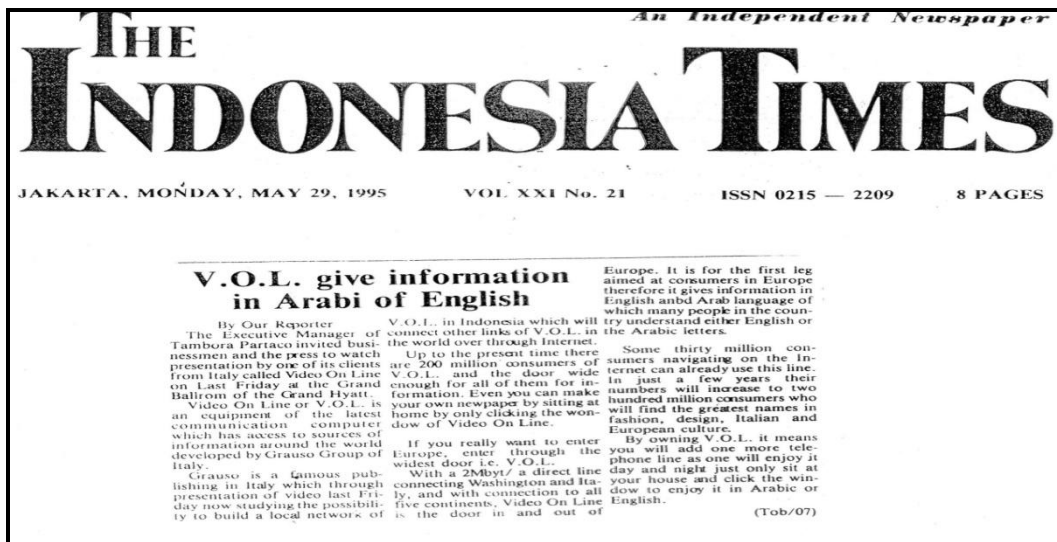 An Independent Newspaper
THE
INDONESIA TIMES
JAKARTA, MONDAY, MAY 29, 1995 VOL XXI No. 21 ISSN 0215 — 2209 8 PAGES
V.O.L. give information
in Arabi of English
By Our Reporter
The Executive Manager of
Tambora Partaco invited busi-
nessmen and the press to watch
presentation by one of its clients
from Italy called Video On Line
on Last Friday at the Grand
Ballrom of the Grand Hyatt.
Video On Line or V.O.L. is
an equipment of the latest
communication computer
which has access to sources of
information around the world
developed by Grauso Group of
Italy.
Grauso is a famous pub-
lishing in Italy which through
presentation of video last Fri-
day now studying the possibili-
ty to build a local network of
V.O.L. in Indonesia which will
connect other links of V.O.L. in
the world over through Internet.
Up to the present time there
are 200 million consumers of
V.O.L. and the door wide
enough for all of them for in-
formation. Even you can make
your own newpaper by sitting at
home by only clicking the won-
dow of Video On Line.
If you really want to enter
Europe, enter through the
widest door i.e. V.O.L.
With a 2Mbyt/ a direct line
connecting Washington and Ita-
ly, and with connection to all
five continents, Video On Line
is the door in and out of
Europe. It is for the first leg
aimed at consumers in Europe
therefore it gives information in
English anbd Arab language of
which many people in the coun-
try understand either English or
the Arabic letters.
Some thirty million con-
sumers navigating on the In-
ternet can already use this line.
In just a few years their
numbers will increase to two
hundred million consumers who
will find the greatest names in
fashion, design, Italian and
European culture.
By owning V.O.L. it means
you will add one more tele-
phone line as one will enjoy it
day and night just only sit at
your house and click the win-
dow to enjoy it in Arabic or
English.
(Tob/07)